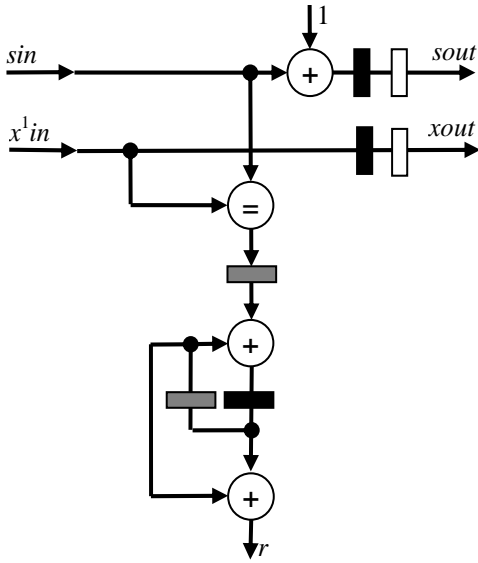 1
sin
+
sout
x¹in
xout
=
+
+
r